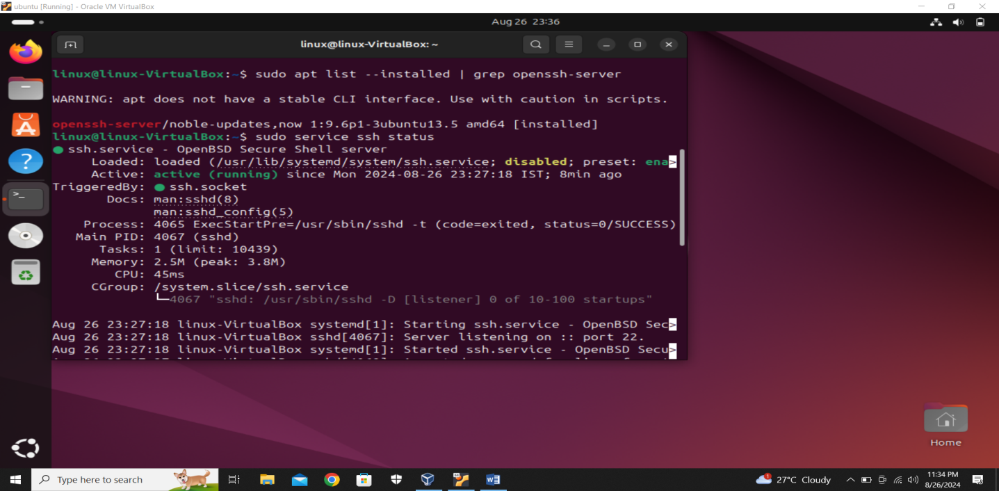 ubuntu [Running] - Oracle VM VirtualBox
Aug 26 23:36
linux@linux-VirtualBox: ~
linux@linux-VirtualBox:~$ sudo apt list --installed | grep openssh-server
WARNING: apt does not have a stable CLI interface. Use with caution in scripts.
openssh-server/noble-updates,now 1:9.6p1-3ubuntu13.5 amd64 [installed]
linux@linux-VirtualBox:~$ sudo service ssh status
● ssh.service - OpenBSD Secure Shell server
Loaded: loaded (/usr/lib/systemd/system/ssh.service; disabled; preset: ena>
Active: active (running) since Mon 2024-08-26 23:27:18 IST; 8min ago
TriggeredBy: ● ssh.socket
Docs: man:sshd(8)
man:sshd_config(5)
Process: 4065 ExecStartPre=/usr/sbin/sshd -t (code=exited, status=0/SUCCESS)
Main PID: 4067 (sshd)
Tasks: 1 (limit: 10439)
Memory: 2.5M (peak: 3.8M)
CPU: 45ms
CGroup: /system.slice/ssh.service
└─4067 "sshd: /usr/sbin/sshd -D [listener] 0 of 10-100 startups"
Aug 26 23:27:18 linux-VirtualBox systemd[1]: Starting ssh.service - OpenBSD Sec>
Aug 26 23:27:18 linux-VirtualBox sshd[4067]: Server listening on :: port 22.
Aug 26 23:27:18 linux-VirtualBox systemd[1]: Started ssh.service - OpenBSD Secu>
Home
Type here to search
1
27°C Cloudy
11:34 PM
8/26/2024